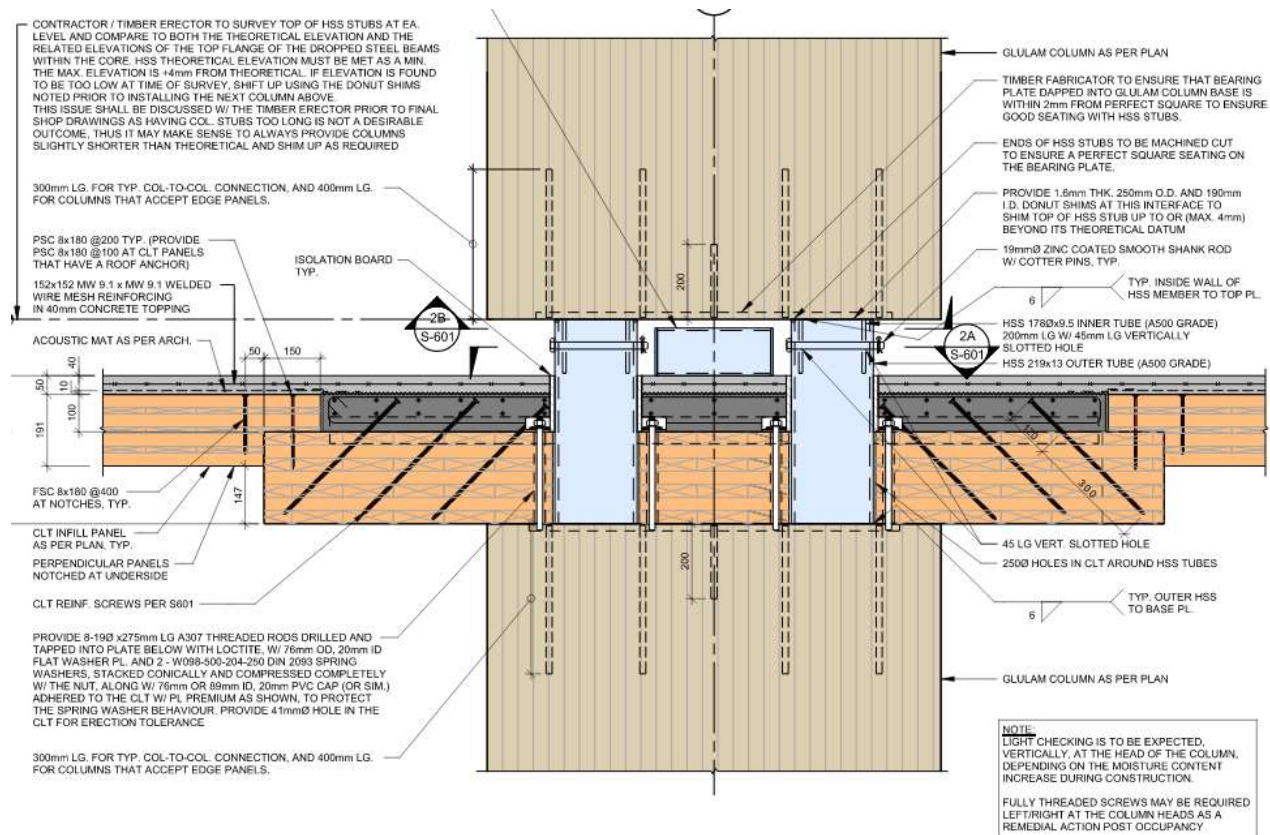 CONTRACTOR / TIMBER ERECTOR TO SURVEY TOP OF HSS STUBS AT EA.
LEVEL AND COMPARE TO BOTH THE THEORETICAL ELEVATION AND THE
RELATED ELEVATIONS OF THE TOP FLANGE OF THE DROPPED STEEL BEAMS
WITHIN THE CORE. HSS THEORETICAL ELEVATION MUST BE MET AS A MIN.
THE MAX. ELEVATION IS +4mm FROM THEORETICAL. IF ELEVATION IS FOUND
TO BE TOO LOW AT TIME OF SURVEY, SHIFT UP USING THE DONUT SHIMS
NOTED PRIOR TO INSTALLING THE NEXT COLUMN ABOVE.
THIS ISSUE SHALL BE DISCUSSED W/ THE TIMBER ERECTOR PRIOR TO FINAL
SHOP DRAWINGS AS HAVING COL. STUBS TOO LONG IS NOT A DESIRABLE
OUTCOME, THUS IT MAY MAKE SENSE TO ALWAYS PROVIDE COLUMNS
SLIGHTLY SHORTER THAN THEORETICAL AND SHIM UP AS REQUIRED
300mm LG. FOR TYP. COL-TO-COL. CONNECTION, AND 400mm LG.
FOR COLUMNS THAT ACCEPT EDGE PANELS.
PSC 8x180 @200 TYP. (PROVIDE
PSC 8x180 @100 AT CLT PANELS
THAT HAVE A ROOF ANCHOR)
152x152 MW 9.1 x MW 9.1 WELDED
WIRE MESH REINFORCING
IN 40mm CONCRETE TOPPING
ACOUSTIC MAT AS PER ARCH.
ISOLATION BOARD
TYP.
2B
S-601
50
150
40
50
10
100
191
147
FSC 8x180 @400
AT NOTCHES, TYP.
CLT INFILL PANEL
AS PER PLAN, TYP.
PERPENDICULAR PANELS
NOTCHED AT UNDERSIDE
CLT REINF. SCREWS PER S601
PROVIDE 8-19Ø x275mm LG A307 THREADED RODS DRILLED AND
TAPPED INTO PLATE BELOW WITH LOCTITE, W/ 76mm OD, 20mm ID
FLAT WASHER PL. AND 2 - W098-500-204-250 DIN 2093 SPRING
WASHERS, STACKED CONICALLY AND COMPRESSED COMPLETELY
W/ THE NUT, ALONG W/ 76mm OR 89mm ID, 20mm PVC CAP (OR SIM.)
ADHERED TO THE CLT W/ PL PREMIUM AS SHOWN, TO PROTECT
THE SPRING WASHER BEHAVIOUR. PROVIDE 41mmØ HOLE IN THE
CLT FOR ERECTION TOLERANCE
300mm LG. FOR TYP. COL-TO-COL. CONNECTION, AND 400mm LG.
FOR COLUMNS THAT ACCEPT EDGE PANELS.
200
200
120
300
GLULAM COLUMN AS PER PLAN
TIMBER FABRICATOR TO ENSURE THAT BEARING
PLATE DAPPED INTO GLULAM COLUMN BASE IS
WITHIN 2mm FROM PERFECT SQUARE TO ENSURE
GOOD SEATING WITH HSS STUBS.
ENDS OF HSS STUBS TO BE MACHINED CUT
TO ENSURE A PERFECT SQUARE SEATING ON
THE BEARING PLATE.
PROVIDE 1.6mm THK. 250mm O.D. AND 190mm
I.D. DONUT SHIMS AT THIS INTERFACE TO
SHIM TOP OF HSS STUB UP TO OR (MAX. 4mm)
BEYOND ITS THEORETICAL DATUM
19mmØ ZINC COATED SMOOTH SHANK ROD
W/ COTTER PINS, TYP.
6
TYP. INSIDE WALL OF
HSS MEMBER TO TOP PL.
2A
S-601
HSS 178Øx9.5 INNER TUBE (A500 GRADE)
200mm LG W/ 45mm LG VERTICALLY
SLOTTED HOLE
HSS 219x13 OUTER TUBE (A500 GRADE)
45 LG VERT. SLOTTED HOLE
250Ø HOLES IN CLT AROUND HSS TUBES
6
TYP. OUTER HSS
TO BASE PL.
GLULAM COLUMN AS PER PLAN
NOTE:
LIGHT CHECKING IS TO BE EXPECTED,
VERTICALLY, AT THE HEAD OF THE COLUMN,
DEPENDING ON THE MOISTURE CONTENT
INCREASE DURING CONSTRUCTION.
FULLY THREADED SCREWS MAY BE REQUIRED
LEFT/RIGHT AT THE COLUMN HEADS AS A
REMEDIAL ACTION POST OCCUPANCY